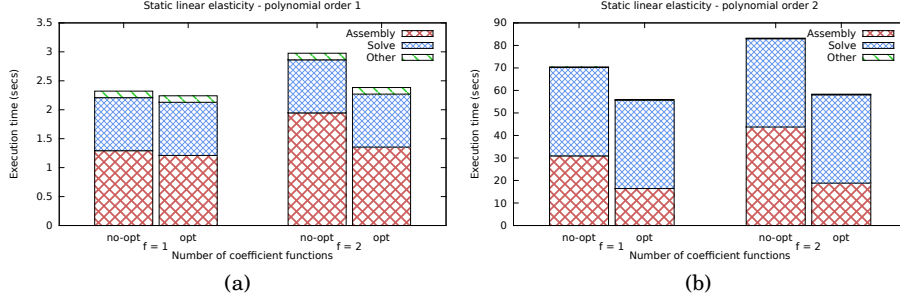 Static linear elasticity - polynomial order 1
Execution time (secs)
3.5
3
2.5
2
1.5
1
0.5
0
Assembly
Solve
Other
no-opt opt no-opt opt
f = 1 f = 2
Number of coefficient functions
(a)
Static linear elasticity - polynomial order 2
Execution time (secs)
90
80
70
60
50
40
30
20
10
0
Assembly
Solve
Other
no-opt opt no-opt opt
f = 1 f = 2
Number of coefficient functions
(b)